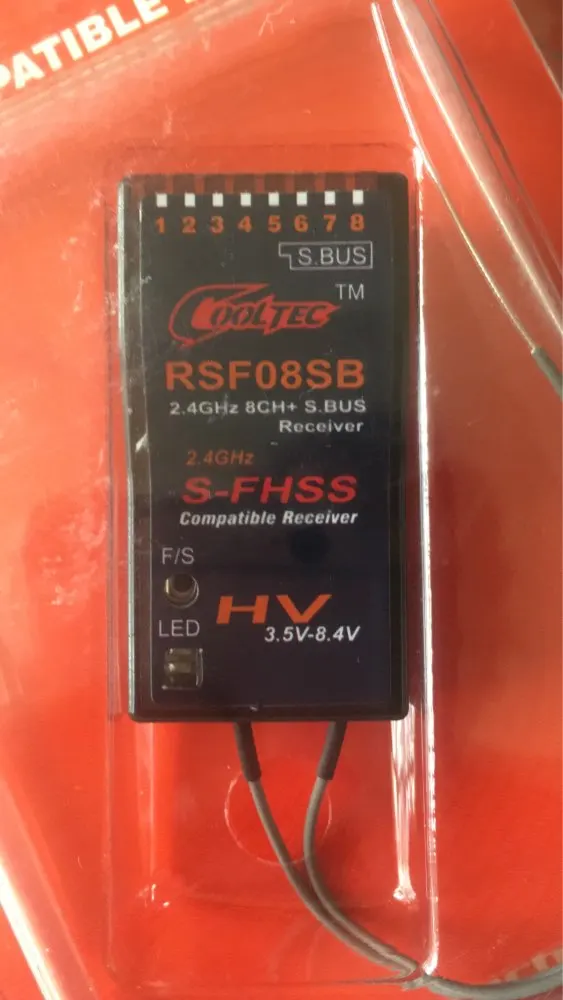 PATIBLE
1 2 3 4 5 6 7 8
S.BUS
COOLTEC TM
RSF08SB
2.4GHz 8CH+ S.BUS
Receiver
2.4GHz
S-FHSS
Compatible Receiver
F/S
HV
3.5V-8.4V
LED